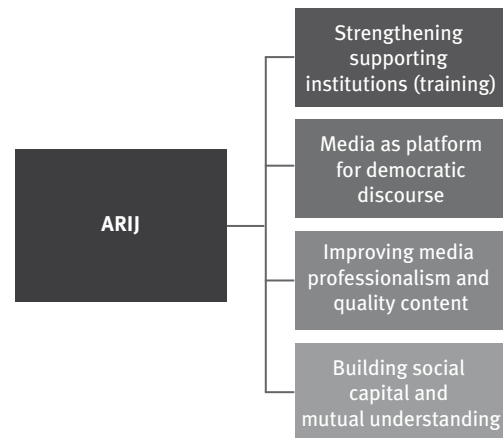 Strengthening
supporting
institutions (training)
Media as platform
for democratic
discourse
ARIJ
Improving media
professionalism and
quality content
Building social
capital and
mutual understanding